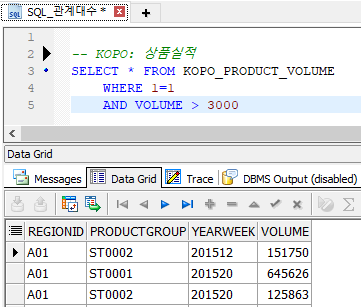 SQL_관계대수 *
1
2 -- KOPO: 상품실적
3 SELECT * FROM KOPO_PRODUCT_VOLUME
4 WHERE 1=1
5 AND VOLUME > 3000
Data Grid
Messages Data Grid Trace DBMS Output (disabled)
REGIONID PRODUCTGROUP YEARWEEK VOLUME
A01 ST0002 201512 151750
A01 ST0001 201520 645626
A01 ST0002 201520 125863